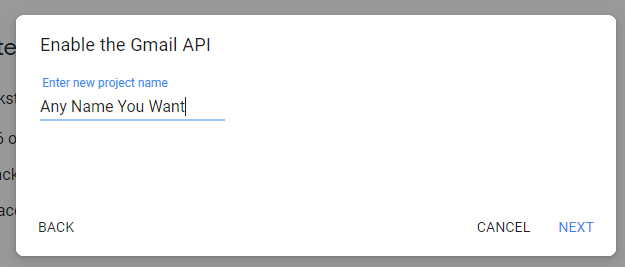 Enable the Gmail API
Enter new project name
Any Name You Want
BACK
CANCEL
NEXT